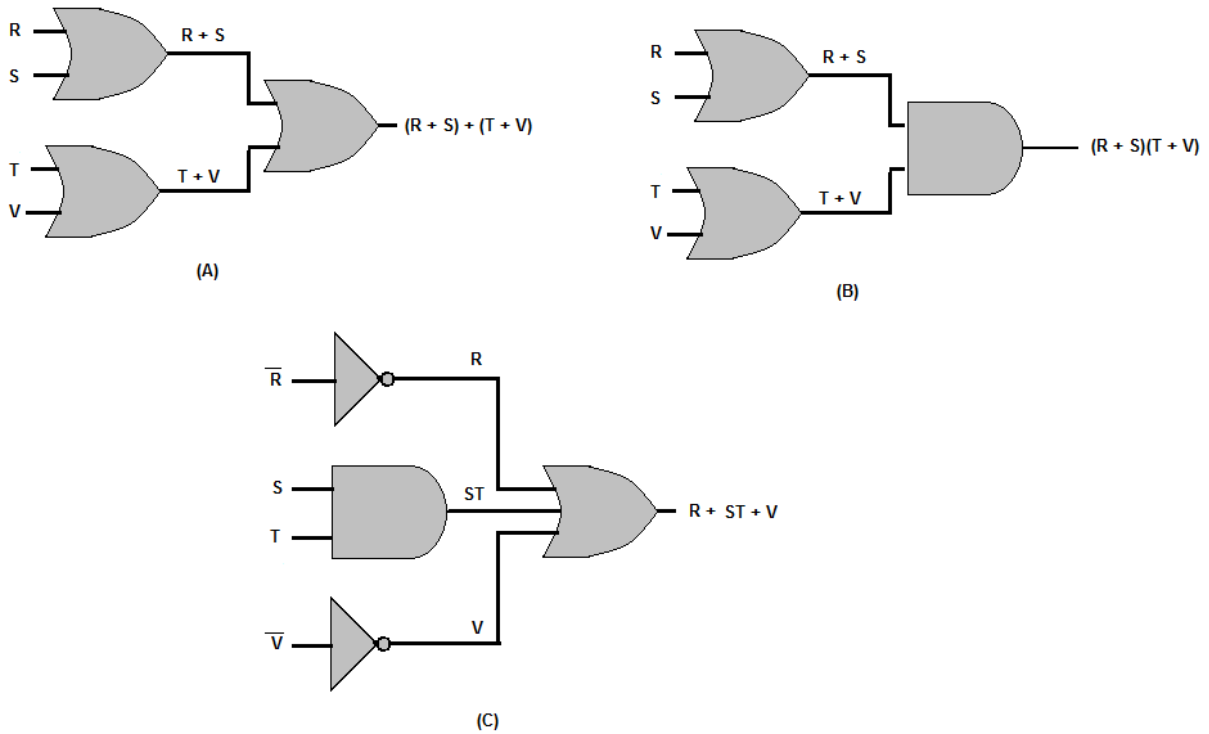 R
R + S
S
(R + S) + (T + V)
T
T + V
V
(A)
R
R + S
S
(R + S)(T + V)
T
T + V
V
(B)
R̅
R
S
ST
T
R + ST + V
V̅
V
(C)